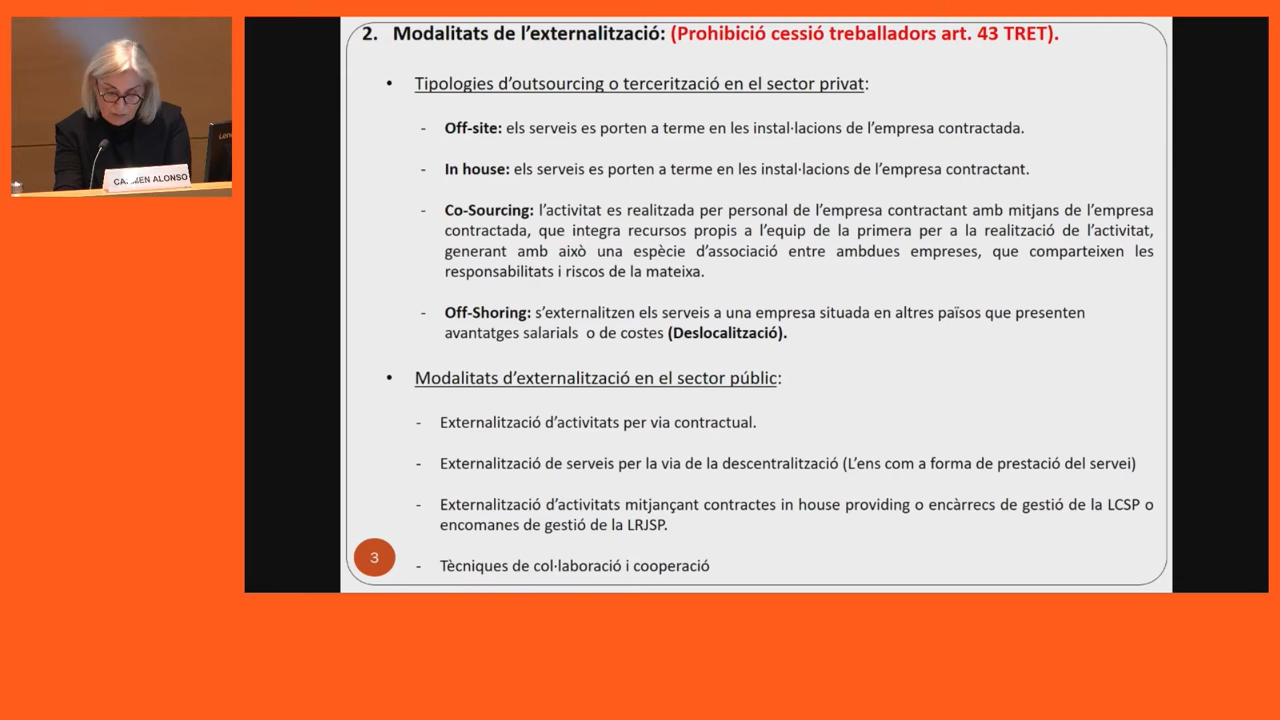 2. Modalitats de l'externalització: (Prohibició cessió treballadors art. 43 TRET).
• Tipologies d'outsourcing o tercerització en el sector privat:
- Off-site: els serveis es porten a terme en les instal·lacions de l'empresa contractada.
- In house: els serveis es porten a terme en les instal·lacions de l'empresa contractant.
- Co-Sourcing: l'activitat es realitzada per personal de l'empresa contractant amb mitjans de l'empresa
contractada, que integra recursos propis a l'equip de la primera per a la realització de l'activitat,
generant amb això una espècie d'associació entre ambdues empreses, que comparteixen les
responsabilitats i riscos de la mateixa.
- Off-Shoring: s'externalitzen els serveis a una empresa situada en altres països que presenten
avantatges salarials o de costes (Deslocalització).
• Modalitats d'externalització en el sector públic:
- Externalització d'activitats per via contractual.
- Externalització de serveis per la via de la descentralització (L'ens com a forma de prestació del servei)
- Externalització d'activitats mitjançant contractes in house providing o encàrrecs de gestió de la LCSP o
encomanes de gestió de la LRJSP.
- Tècniques de col·laboració i cooperació
3
CARMEN ALONSO